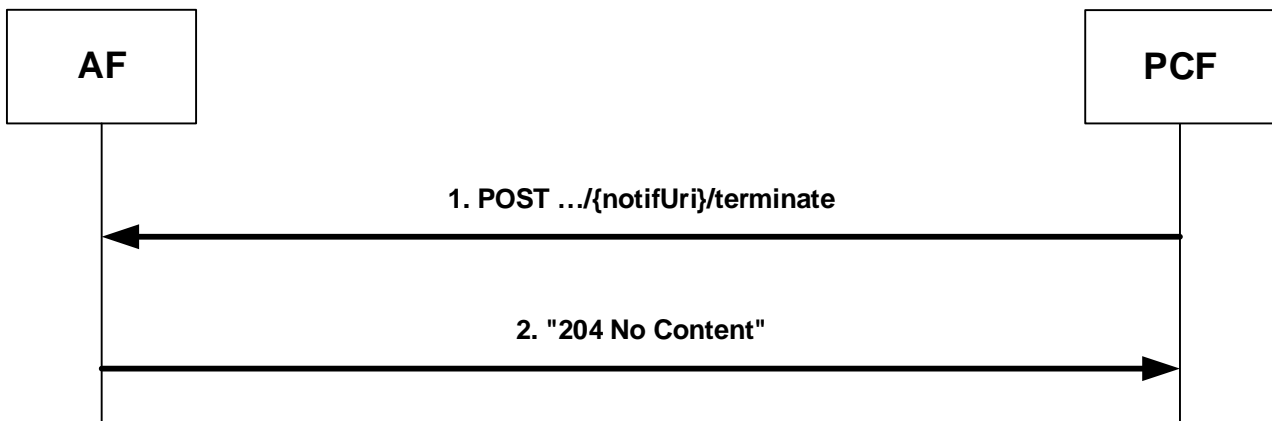 AF
PCF
1. POST …/{notifUri}/terminate
2. "204 No Content"